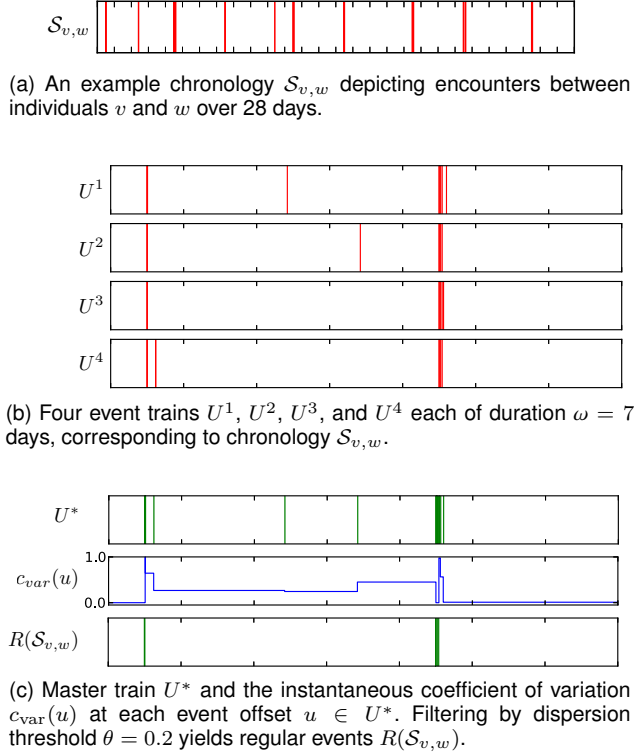 𝒮v,w
(a) An example chronology 𝒮v,w depicting encounters between
individuals v and w over 28 days.
U¹
U²
U³
U⁴
(b) Four event trains U¹, U², U³, and U⁴ each of duration ω = 7
days, corresponding to chronology 𝒮v,w.
U*
1.0
cvar(u)
0.0
R(𝒮v,w)
(c) Master train U* and the instantaneous coefficient of variation
cvar(u) at each event offset u ∈ U*. Filtering by dispersion
threshold θ = 0.2 yields regular events R(𝒮v,w).